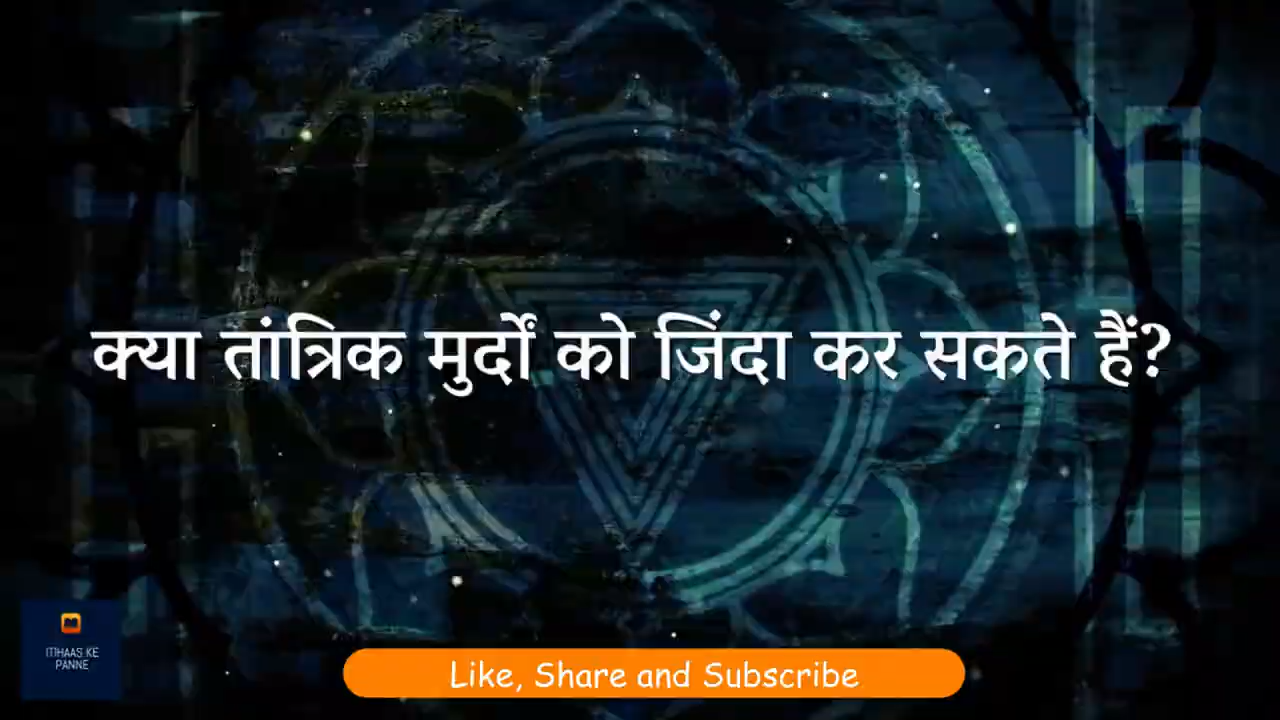 क्या तांत्रिक मुर्दों को जिंदा कर सकते हैं?
ITIHAAS KE
PANNE
Like, Share and Subscribe